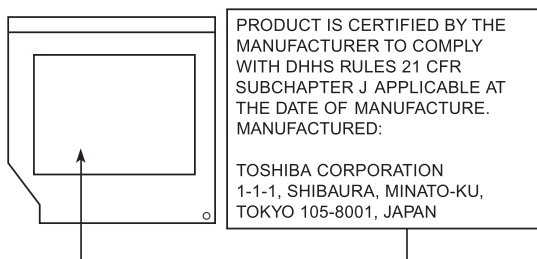 PRODUCT IS CERTIFIED BY THE
MANUFACTURER TO COMPLY
WITH DHHS RULES 21 CFR
SUBCHAPTER J APPLICABLE AT
THE DATE OF MANUFACTURE.
MANUFACTURED:
TOSHIBA CORPORATION
1-1-1, SHIBAURA, MINATO-KU,
TOKYO 105-8001, JAPAN